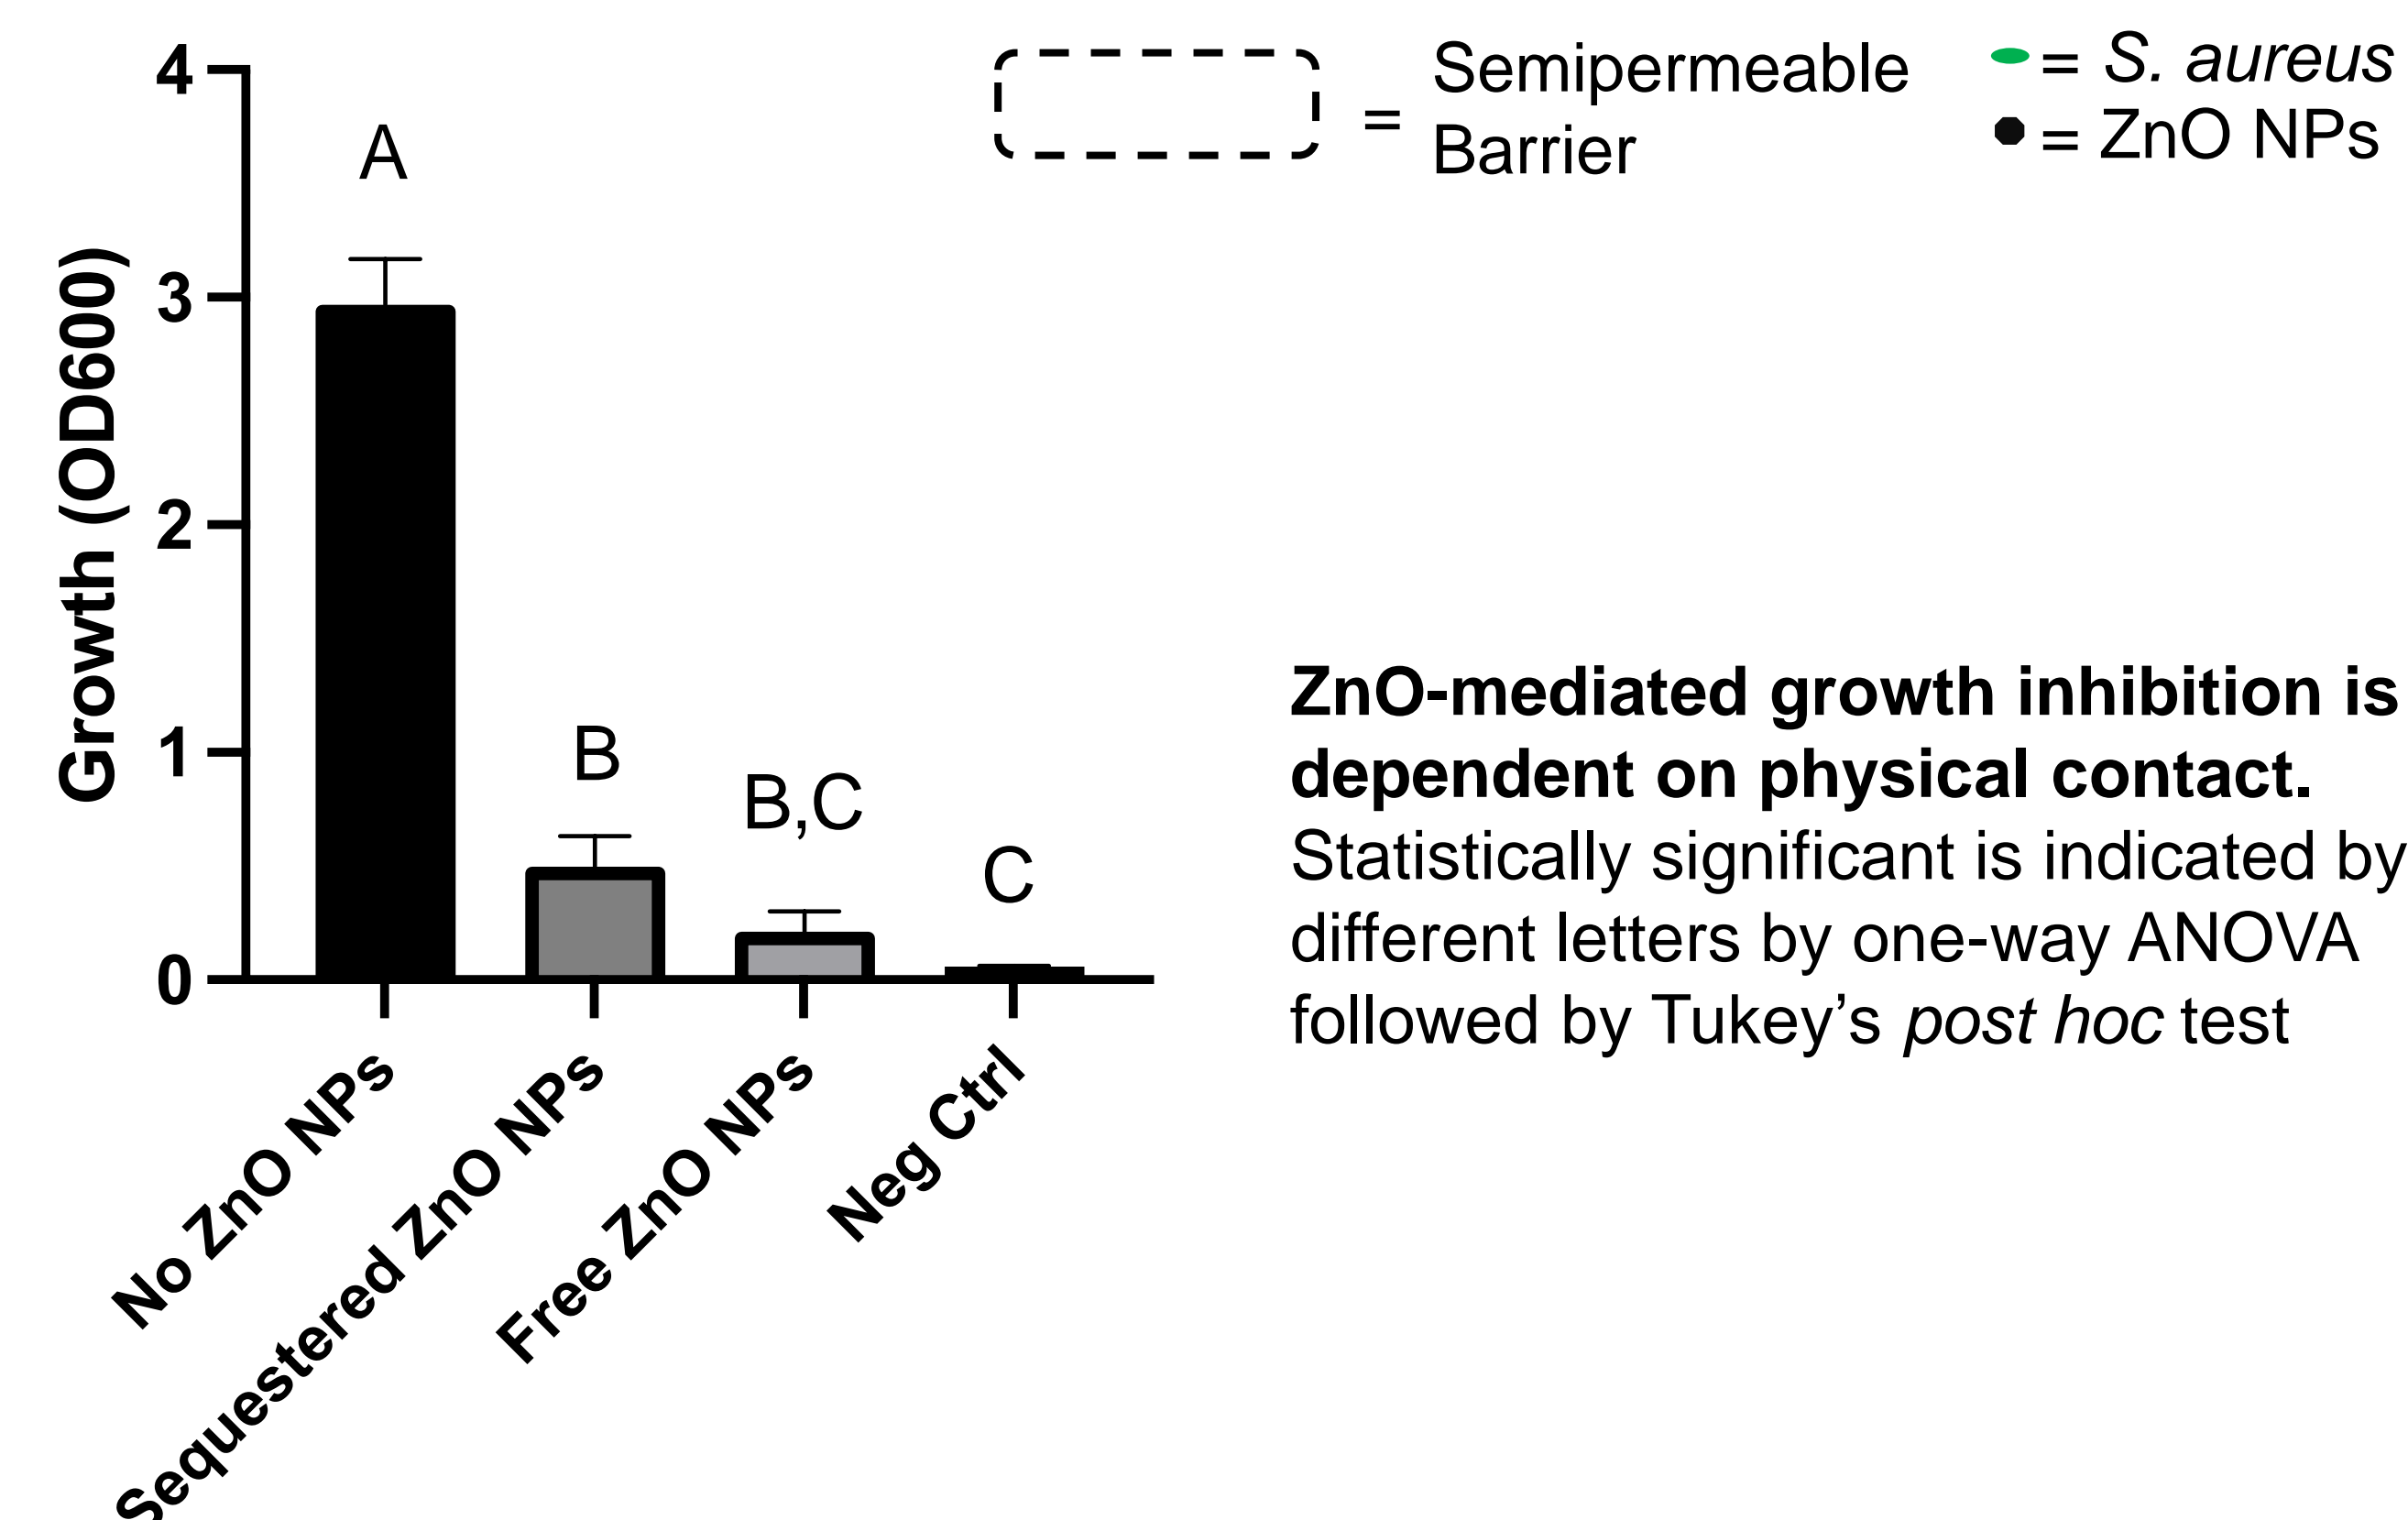 4
3
2
1
0
Growth (OD600)
A
B
B,C
C
No ZnO NPs
Sequestered ZnO NPs
Free ZnO NPs
Neg Ctrl
= Semipermeable
Barrier
= S. aureus
= ZnO NPs
ZnO-mediated growth inhibition is
dependent on physical contact.
Statistically significant is indicated by
different letters by one-way ANOVA
followed by Tukey’s post hoc test